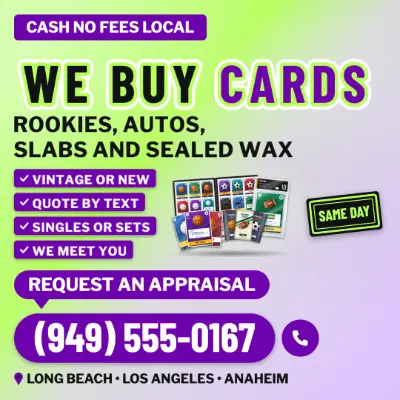 CASH NO FEES LOCAL
WE BUY CARDS
ROOKIES, AUTOS,
SLABS AND SEALED WAX
VINTAGE OR NEW
QUOTE BY TEXT
SINGLES OR SETS
WE MEET YOU
SAME DAY
REQUEST AN APPRAISAL
(949) 555-0167
LONG BEACH • LOS ANGELES • ANAHEIM